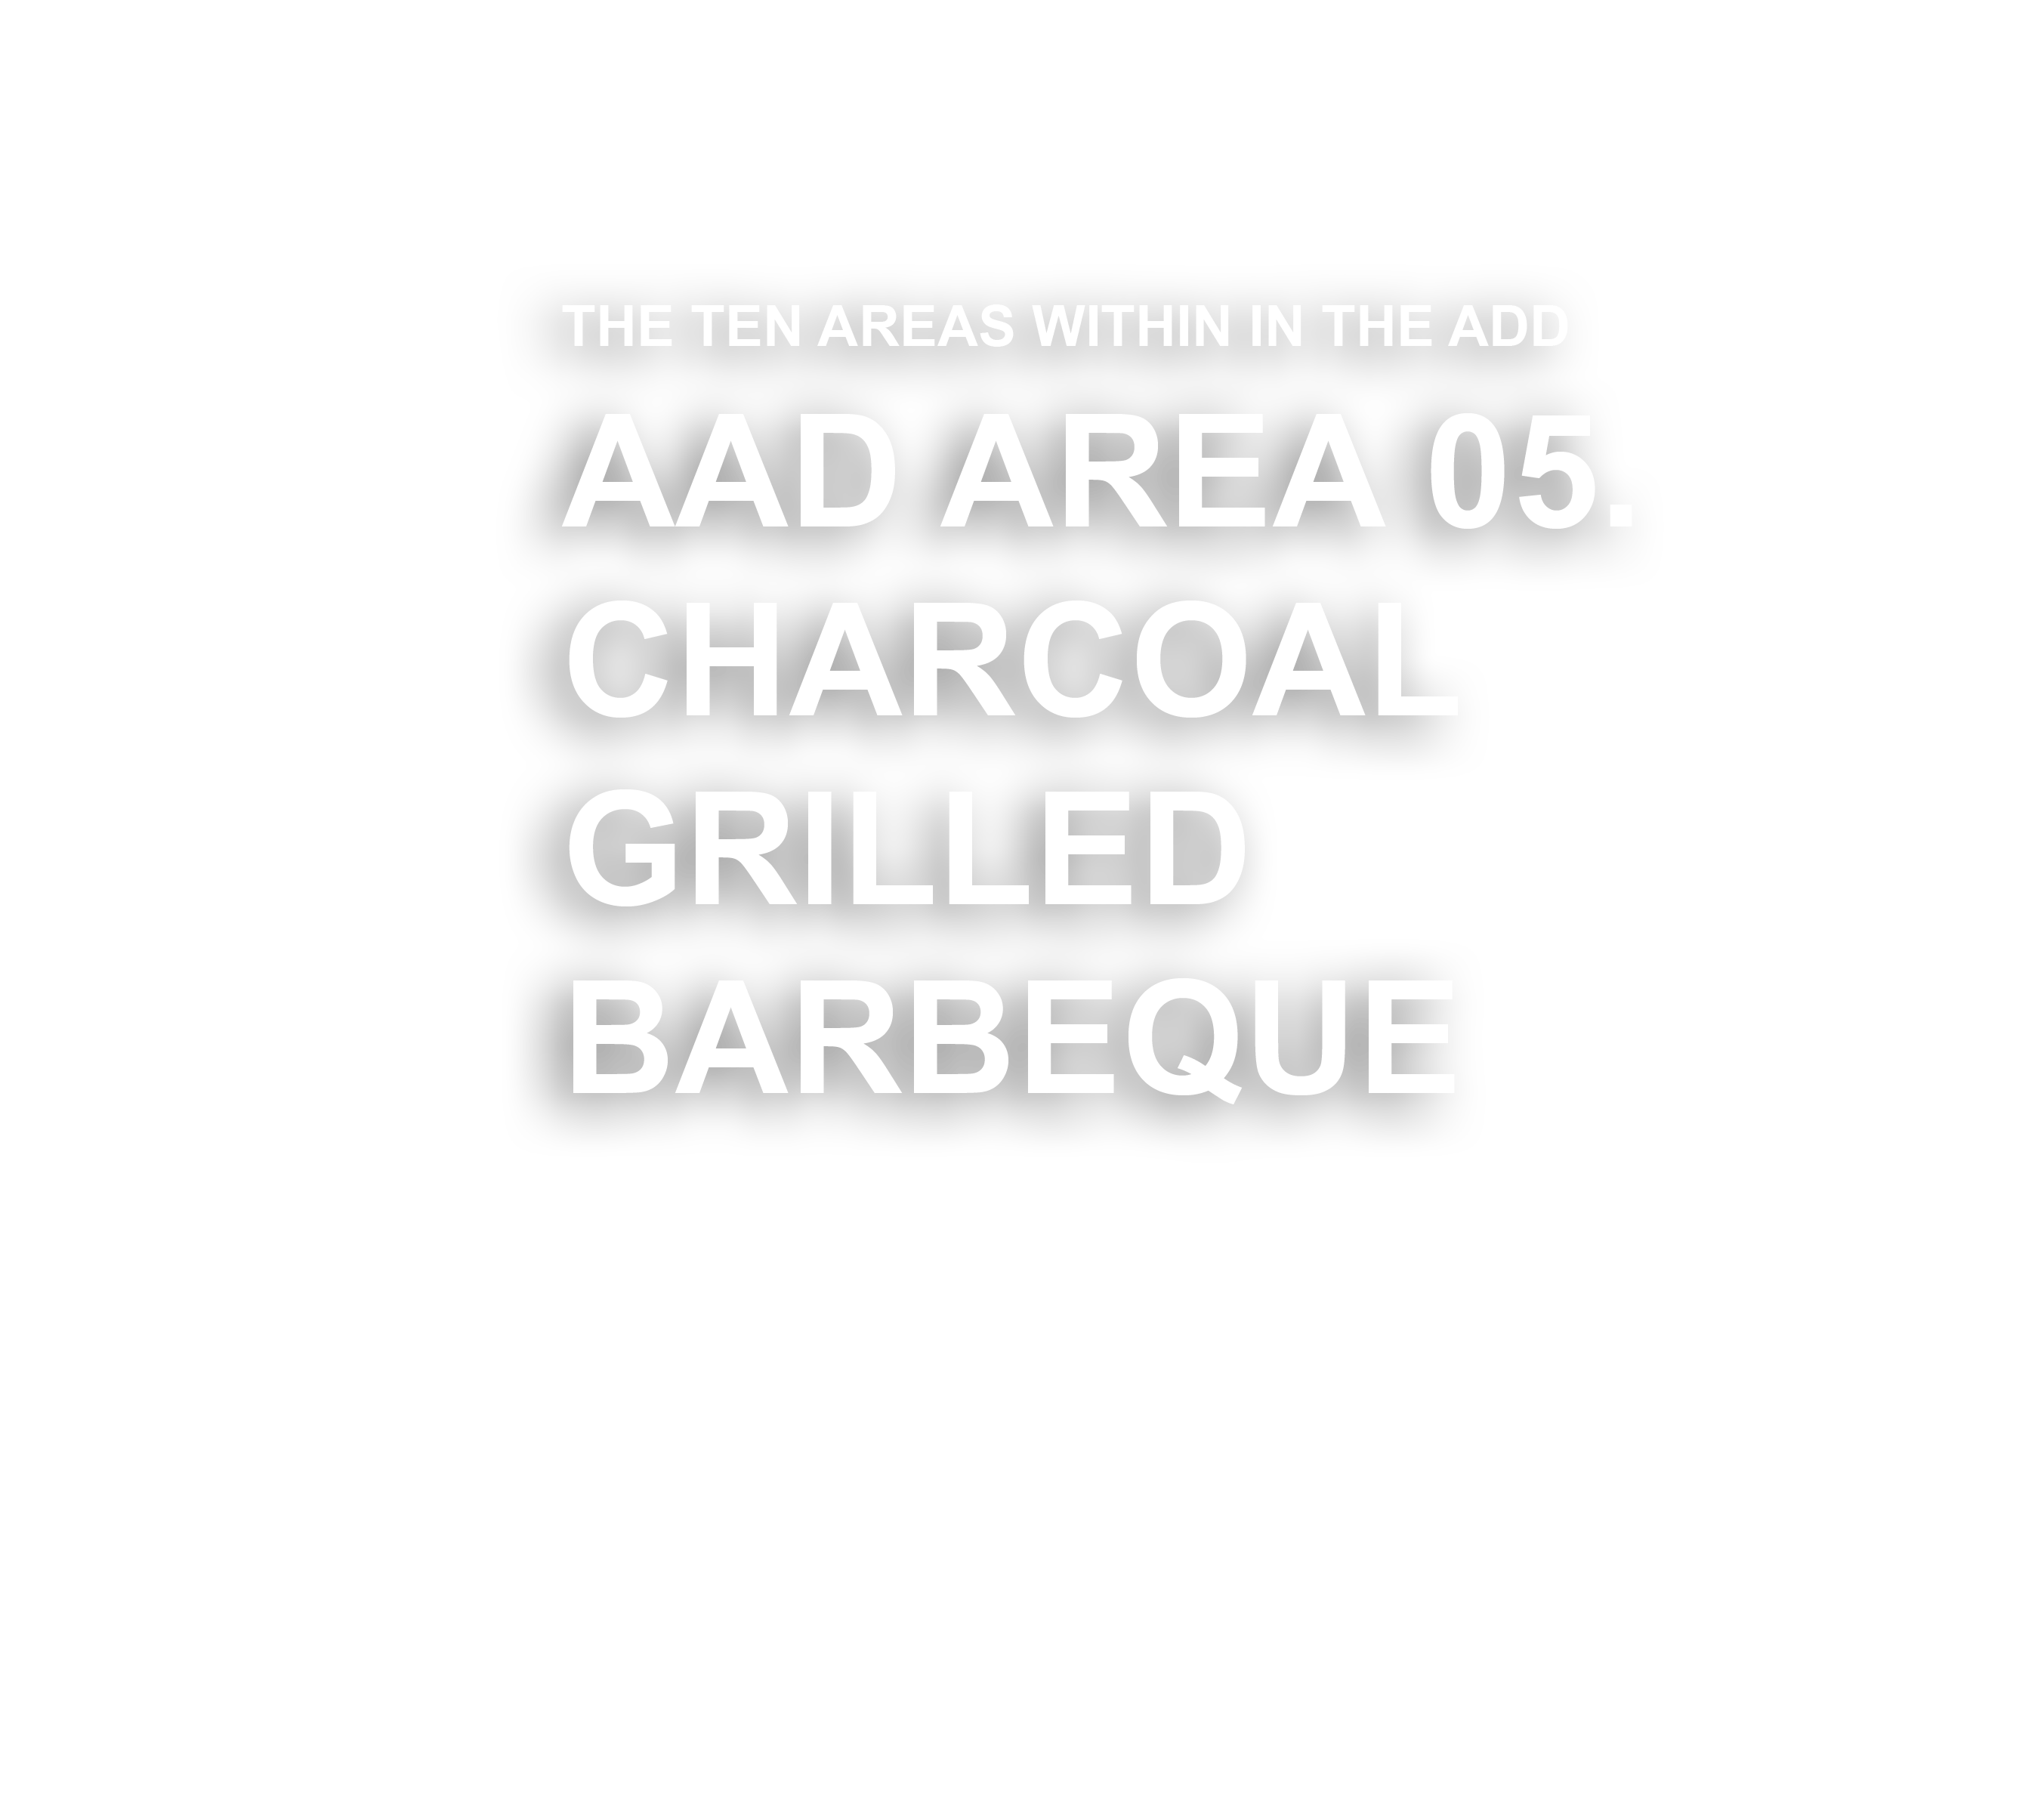 THE TEN AREAS WITHIN IN THE ADD
AAD AREA 05.
CHARCOAL
GRILLED
BARBEQUE